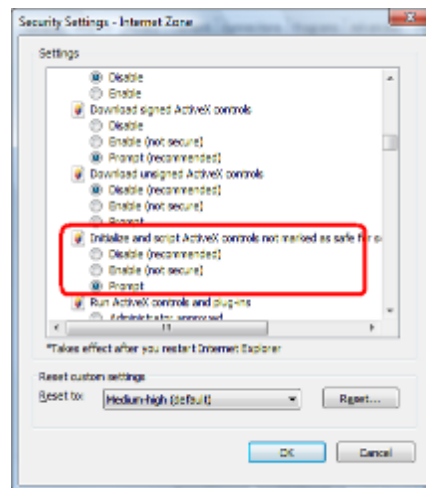 Security Settings - Internet Zone
Settings
Disable
Enable
Download signed ActiveX controls
Disable
Enable (not secure)
Prompt (recommended)
Download unsigned ActiveX controls
Disable (recommended)
Enable (not secure)
Prompt
Initialize and script ActiveX controls not marked as safe for s
Disable (recommended)
Enable (not secure)
Prompt
Run ActiveX controls and plug-ins
Administrator approved
*Takes effect after you restart Internet Explorer
Reset custom settings
Reset to:
Medium-high (default)
Reset...
OK
Cancel